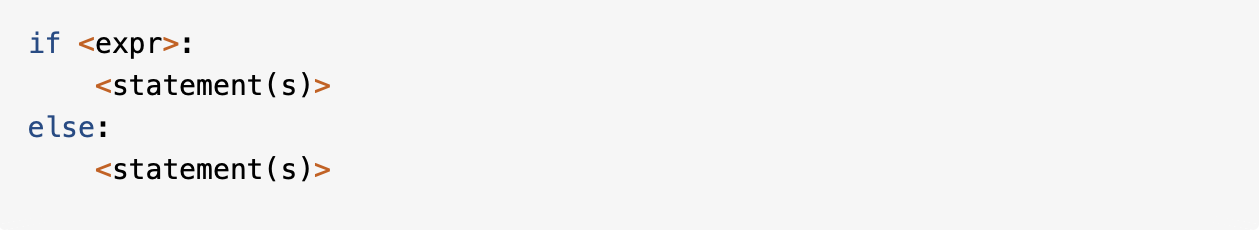 if <expr>:
    <statement(s)>
else:
    <statement(s)>